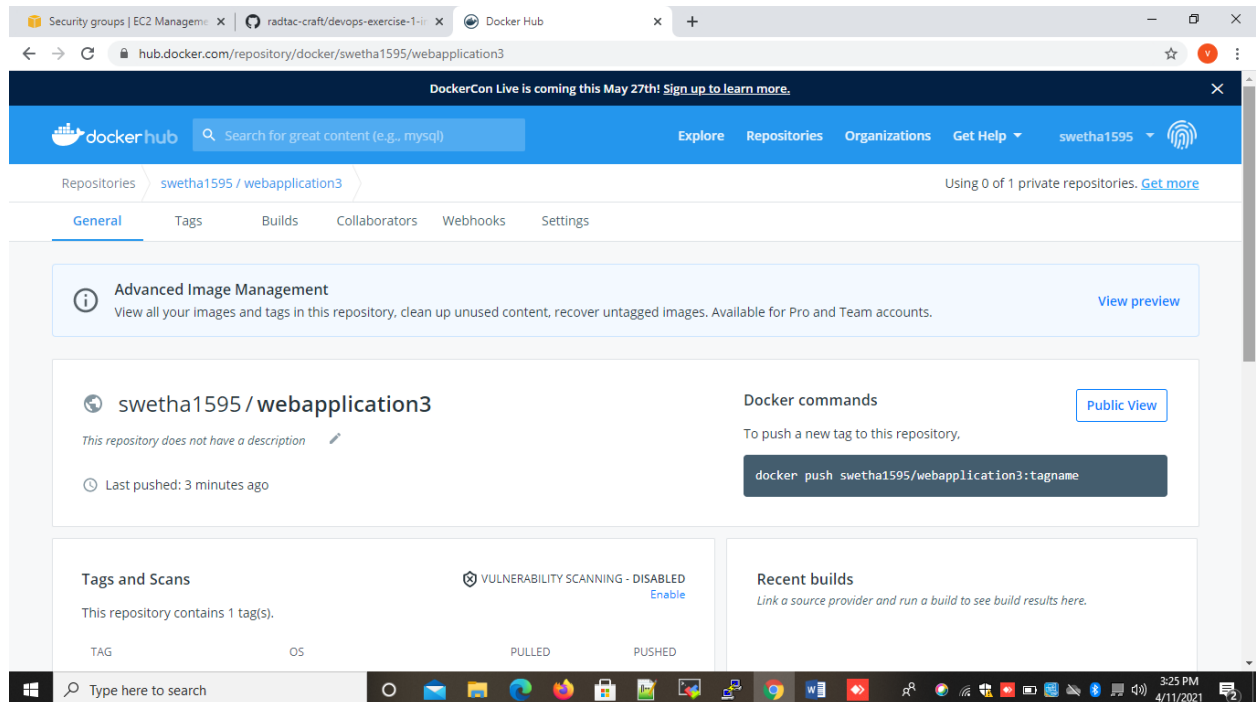 Security groups | EC2 Manageme
radtac-craft/devops-exercise-1-in
Docker Hub
hub.docker.com/repository/docker/swetha1595/webapplication3
V
DockerCon Live is coming this May 27th! Sign up to learn more.
dockerhub
Search for great content (e.g., mysql)
Explore
Repositories
Organizations
Get Help
swetha1595
Repositories
swetha1595 / webapplication3
Using 0 of 1 private repositories. Get more
General
Tags
Builds
Collaborators
Webhooks
Settings
Advanced Image Management
View all your images and tags in this repository, clean up unused content, recover untagged images. Available for Pro and Team accounts.
View preview
swetha1595 / webapplication3
This repository does not have a description
Last pushed: 3 minutes ago
Docker commands
Public View
To push a new tag to this repository,
docker push swetha1595/webapplication3:tagname
Tags and Scans
VULNERABILITY SCANNING - DISABLED
Enable
This repository contains 1 tag(s).
TAG
OS
PULLED
PUSHED
Recent builds
Link a source provider and run a build to see build results here.
Type here to search
3:25 PM
4/11/2021
2